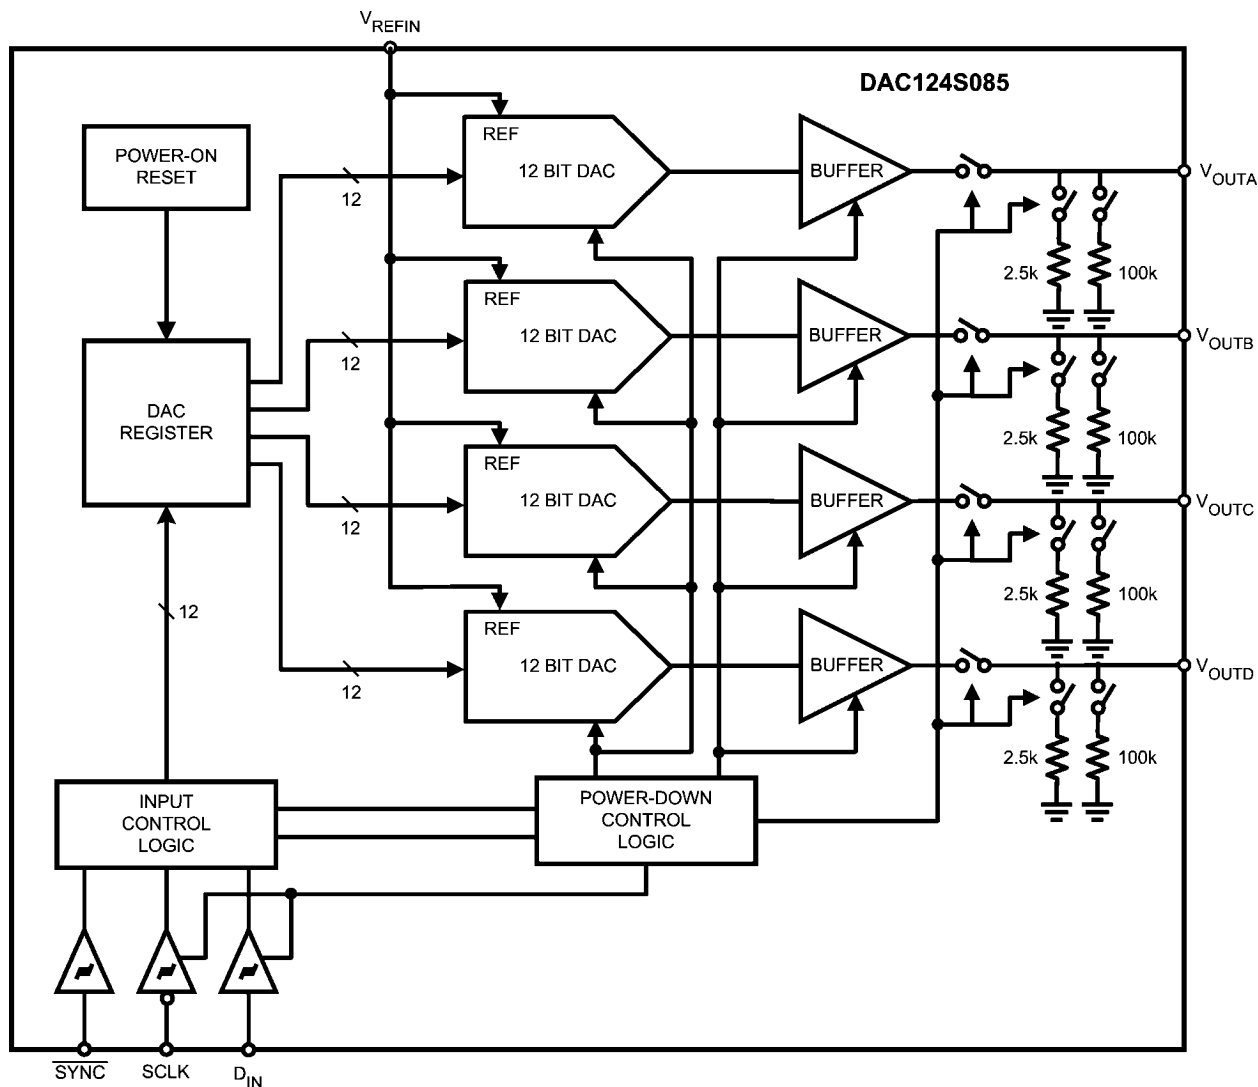 VREFIN
DAC124S085
POWER-ON
RESET
REF
12 BIT DAC
BUFFER
12
VOUTA
2.5k
100k
REF
12 BIT DAC
BUFFER
12
VOUTB
DAC
REGISTER
2.5k
100k
REF
12 BIT DAC
BUFFER
12
VOUTC
2.5k
100k
12
REF
12 BIT DAC
BUFFER
12
VOUTD
2.5k
100k
INPUT
CONTROL
LOGIC
POWER-DOWN
CONTROL
LOGIC
SYNC
SCLK
DIN